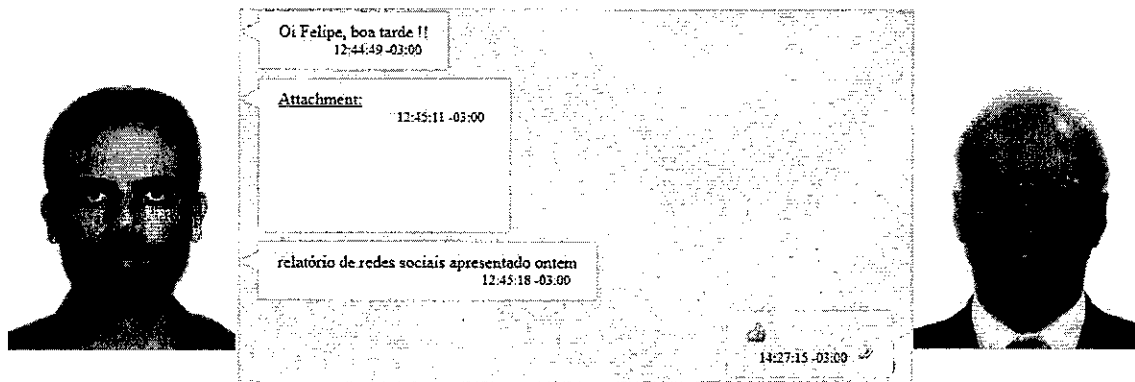 Oi Felipe, boa tarde !!
12:44:49 -03:00
Attachment:
12:45:11 -03:00
relatório de redes sociais apresentado ontem
12:45:18 -03:00
14:27:15 -03:00